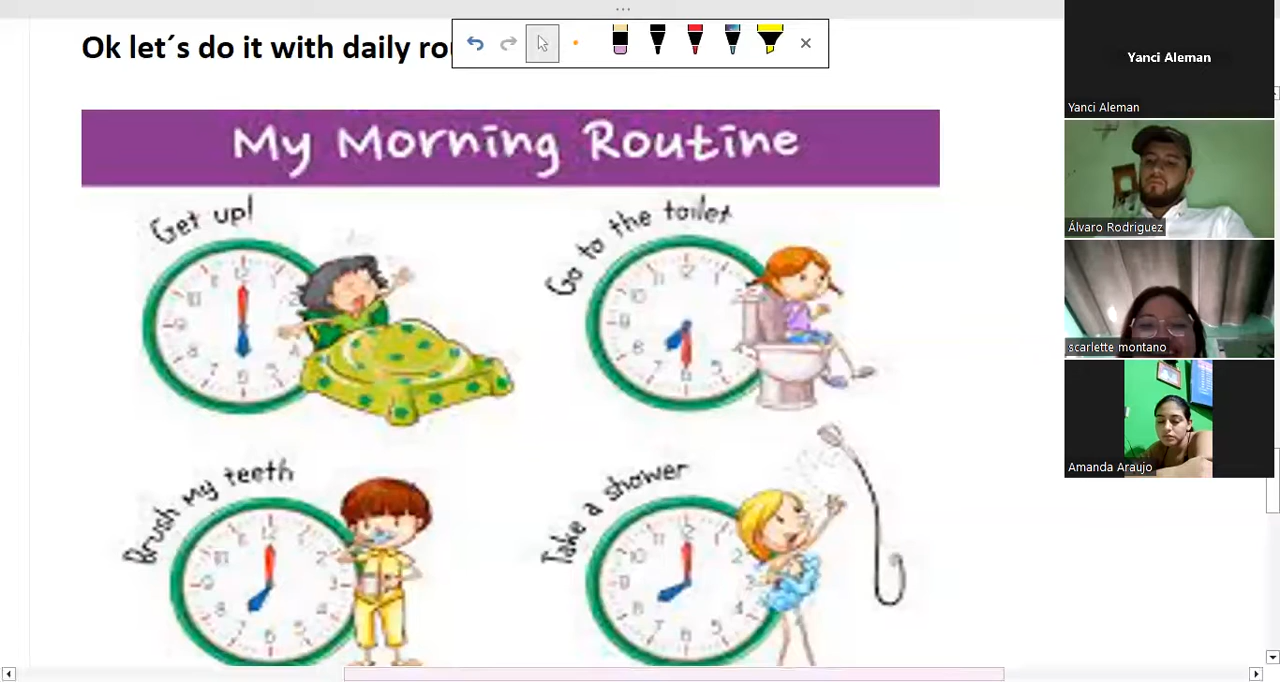 Ok let´s do it with daily rou
My Morning Routine
Get up!
Go to the toilet
Brush my teeth
Take a shower
Yanci Aleman
Yanci Aleman
Álvaro Rodriguez
scarlette montano
Amanda Araujo